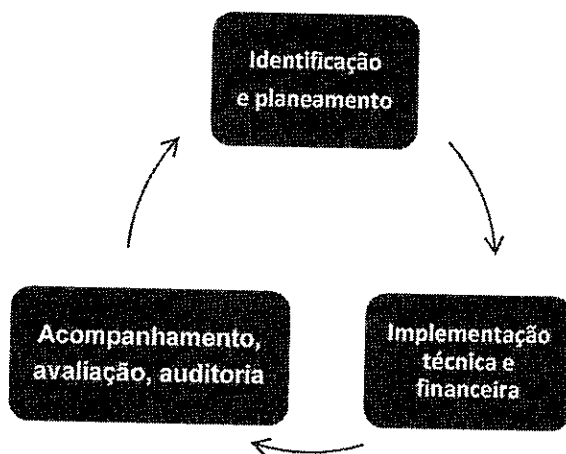 Identificação
e planeamento
Implementação
técnica e
financeira
Acompanhamento,
avaliação, auditoria